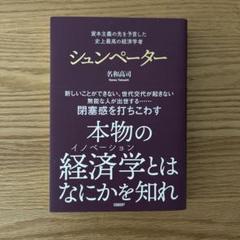 資本主義の先を予言した
史上最高の経済学者
シュンペーター
名和高司
Nawa Takashi
新しいことができない、世代交代が起きない
無能な人が出世する……
閉塞感を打ちこわす
本物の
イノベーション
経済学とは
なにかを知れ